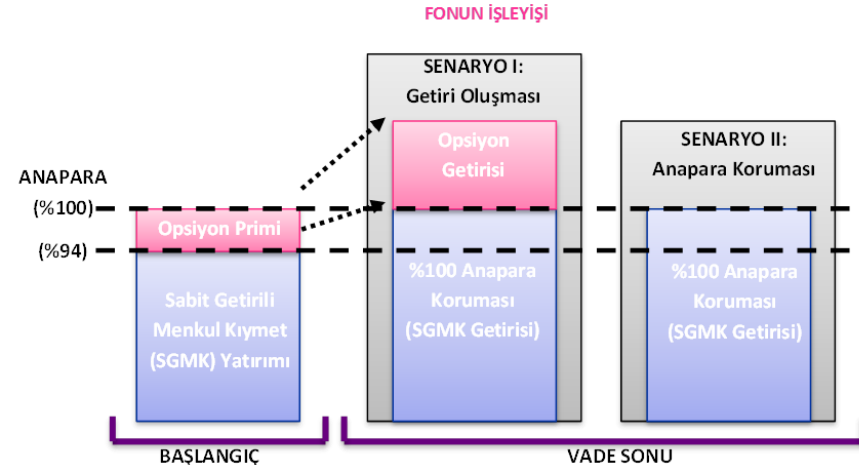 FONUN İŞLEYİŞİ
SENARYO I:
Getiri Oluşması
Opsiyon
Getirisi
SENARYO II:
Anapara Koruması
ANAPARA
(%100)
Opsiyon Primi
(%94)
Sabit Getirili
Menkul Kıymet
(SGMK) Yatırımı
%100 Anapara
Koruması
(SGMK Getirisi)
%100 Anapara
Koruması
(SGMK Getirisi)
BAŞLANGIÇ
VADE SONU